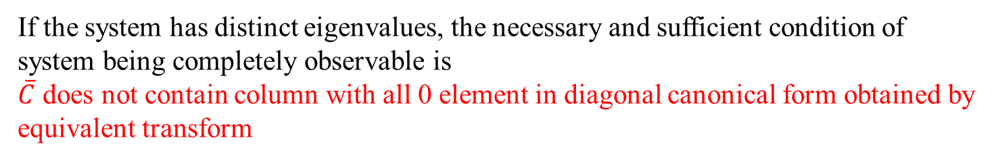 If the system has distinct eigenvalues, the necessary and sufficient condition of
system being completely observable is
C̄ does not contain column with all 0 element in diagonal canonical form obtained by
equivalent transform